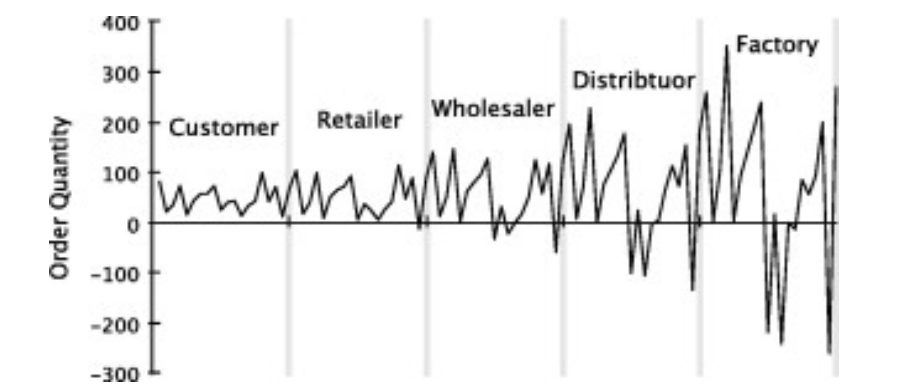 400
Factory
300
Distribtuor
Wholesaler
200
Customer
Retailer
100
0
-100
-200
-300
Order Quantity